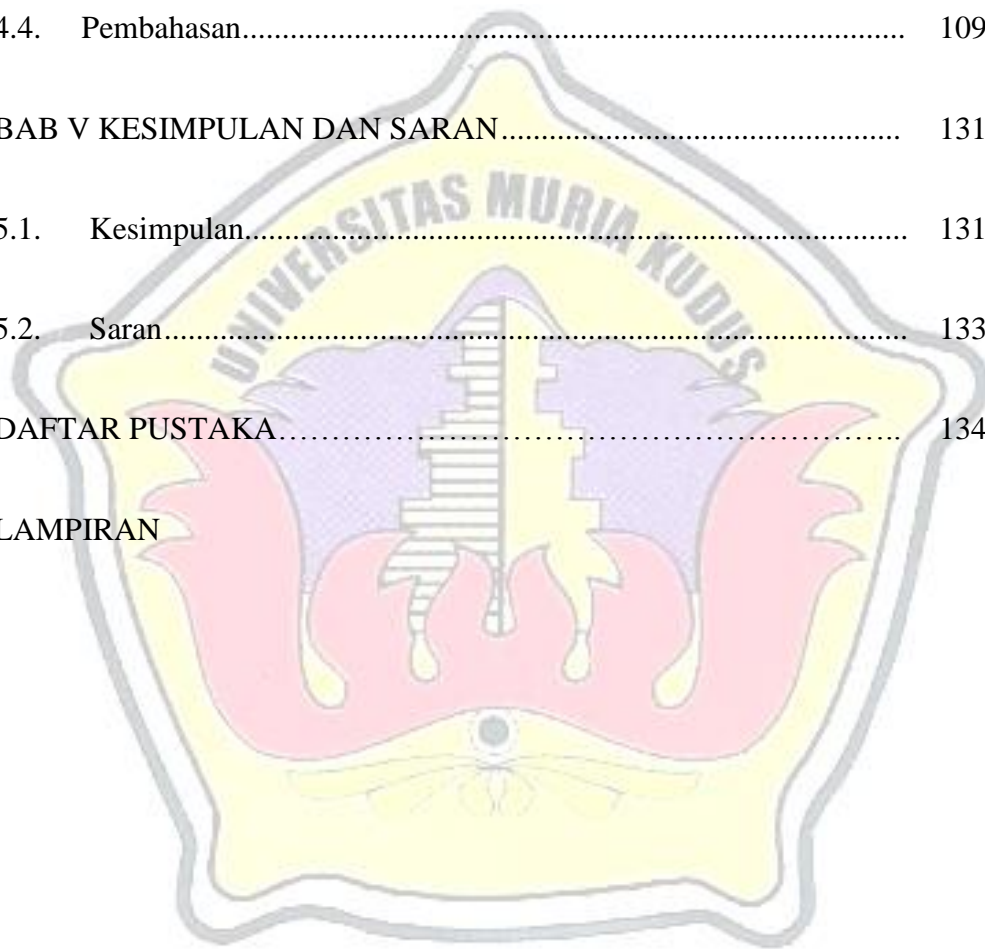 4.4. Pembahasan.................................................................................. 109
BAB V KESIMPULAN DAN SARAN................................................. 131
5.1. Kesimpulan.................................................................................. 131
5.2. Saran............................................................................................ 133
DAFTAR PUSTAKA……………………………………………………….. 134
LAMPIRAN
UNIVERSITAS MURIA KUDUS